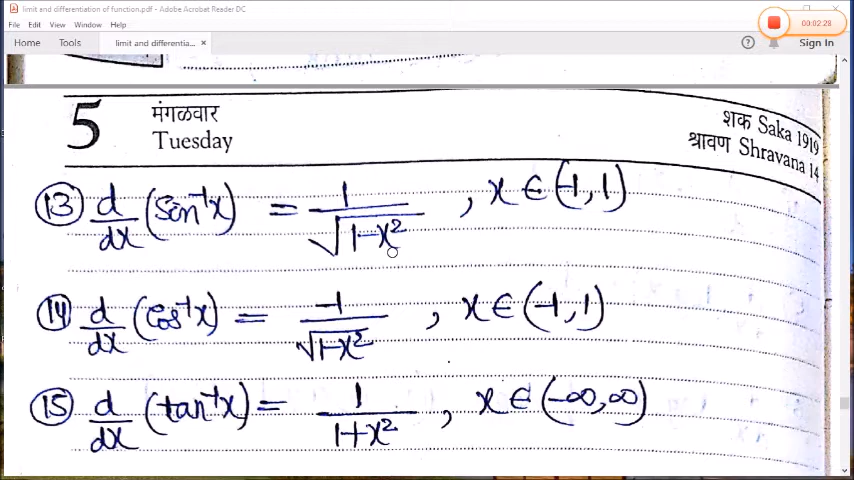 limit and differentiation of function.pdf - Adobe Acrobat Reader DC
00:02:28
File Edit View Window Help
Home Tools limit and differentia... × ? Sign In
5 मंगळवार
Tuesday
शक Saka 1919
श्रावण Shravana 14
(13) d/dx (Sin⁻¹x) = 1/√(1-x²) , x ∈ (-1, 1)
(14) d/dx (Cos⁻¹x) = -1/√(1-x²) , x ∈ (-1, 1)
(15) d/dx (tan⁻¹x) = 1/(1+x²) , x ∈ (-∞, ∞)